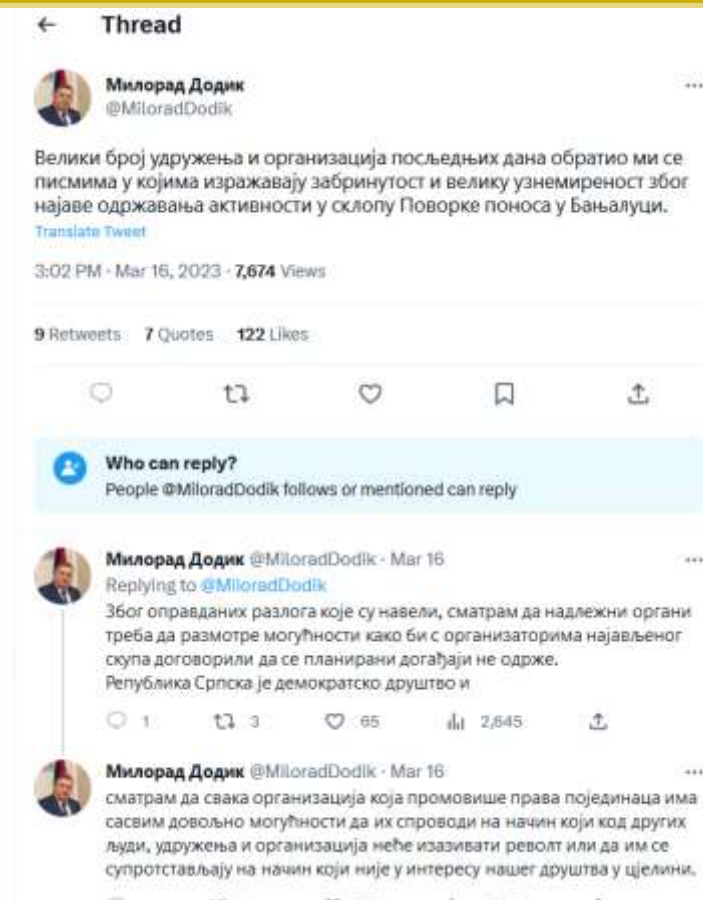 Thread
Милорад Додик
@MiloradDodik
Велики број удружења и организација посљедњих дана обратио ми се
писмима у којима изражавају забринутост и велику узнемиреност због
најаве одржавања активности у склопу Поворке поноса у Бањалуци.
Translate Tweet
3:02 PM · Mar 16, 2023 · 7,674 Views
9 Retweets 7 Quotes 122 Likes
Who can reply?
People @MiloradDodik follows or mentioned can reply
Милорад Додик @MiloradDodik · Mar 16
Replying to @MiloradDodik
Због оправданих разлога које су навели, сматрам да надлежни органи
треба да размотре могућности како би с организаторима најављеног
скупа договорили да се планирани догађаји не одрже.
Република Српска је демократско друштво и
1 3 65 2,645
Милорад Додик @MiloradDodik · Mar 16
сматрам да свака организација која промовише права појединаца има
сасвим довољно могућности да их спроводи на начин који код других
људи, удружења и организација неће изазивати револт или да им се
супротстављају на начин који није у интересу нашег друштва у цјелини.